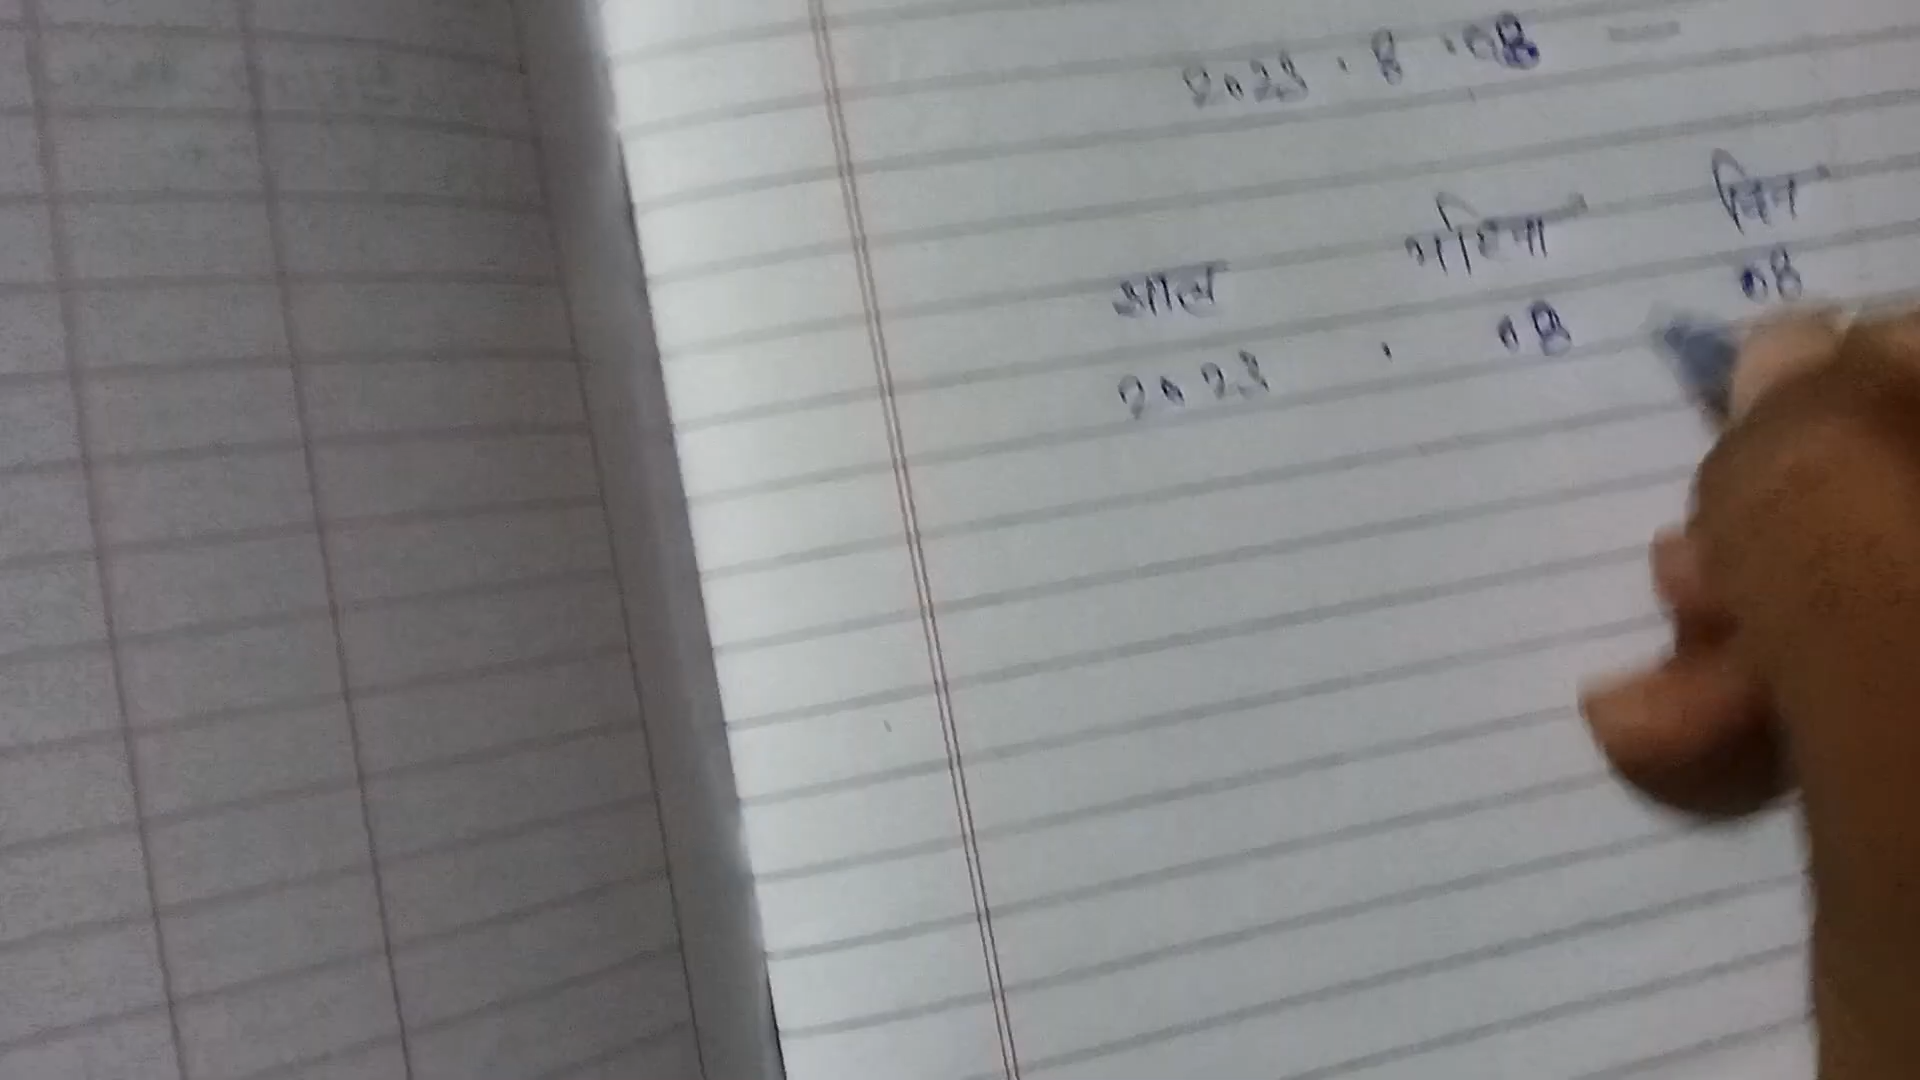 2023 . 8 . 08
साल महिना दिन
2023 . 08 08